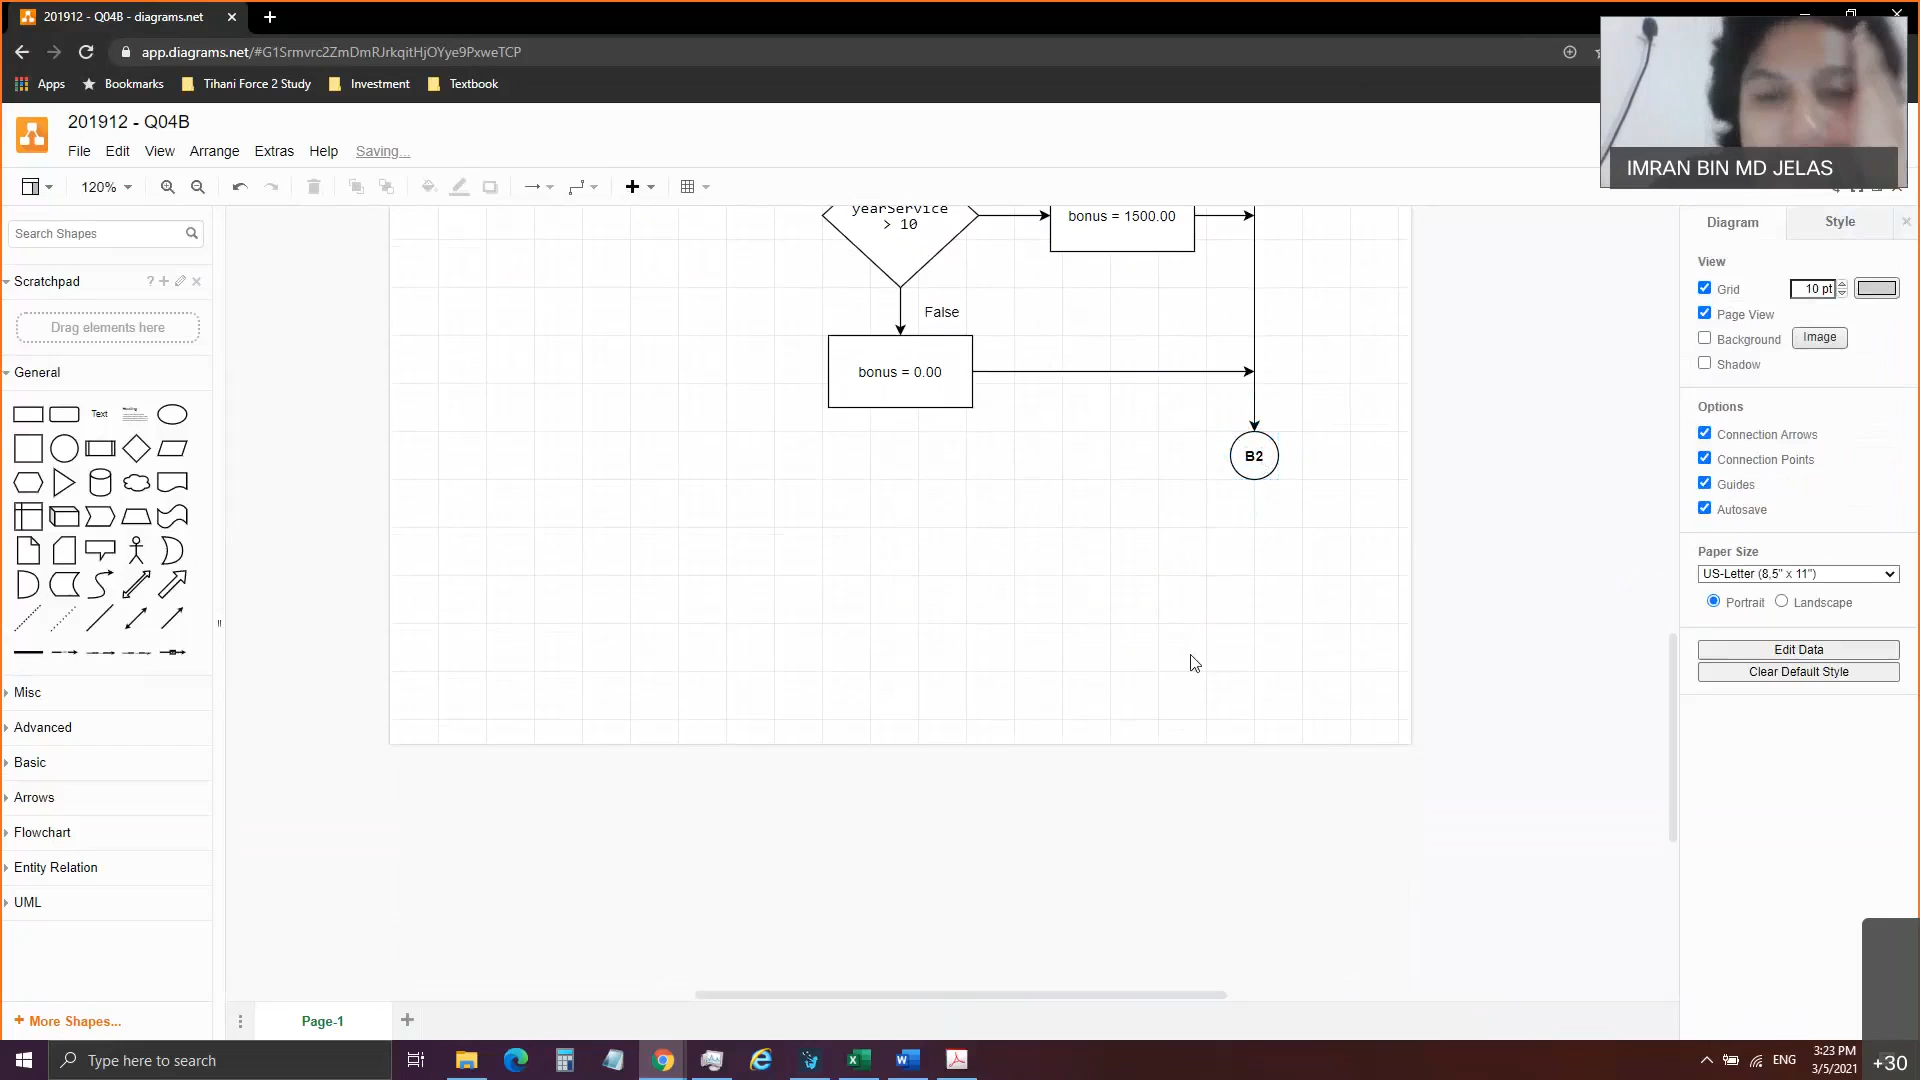 201912 - Q04B - diagrams.net
app.diagrams.net/#G1Srmvrc2ZmDmRJrkqitHjOYye9PxweTCP
Apps
Bookmarks
Tihani Force 2 Study
Investment
Textbook
IMRAN BIN MD JELAS
201912 - Q04B
File
Edit
View
Arrange
Extras
Help
Saving...
120%
Search Shapes
Scratchpad
?
Drag elements here
General
Text
Heading
Misc
Advanced
Basic
Arrows
Flowchart
Entity Relation
UML
+ More Shapes...
yearService
> 10
bonus = 1500.00
False
bonus = 0.00
B2
Diagram
Style
View
Grid
10 pt
Page View
Background
Image
Shadow
Options
Connection Arrows
Connection Points
Guides
Autosave
Paper Size
US-Letter (8,5" x 11")
Portrait
Landscape
Edit Data
Clear Default Style
Page-1
Type here to search
ENG
3:23 PM
3/5/2021
+30